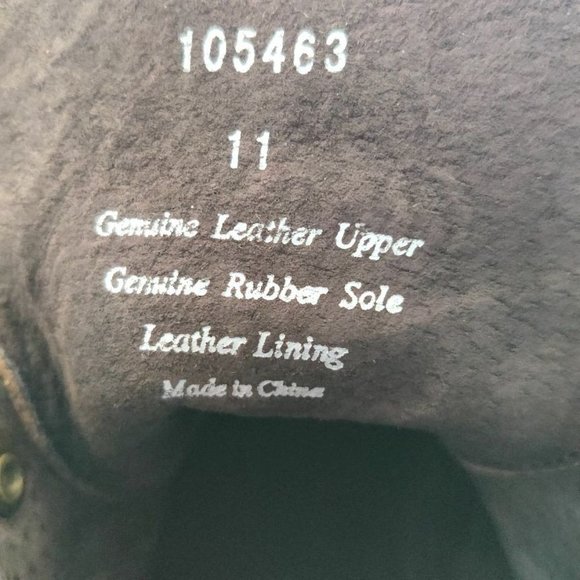 105463
11
Genuine Leather Upper
Genuine Rubber Sole
Leather Lining
Made in China